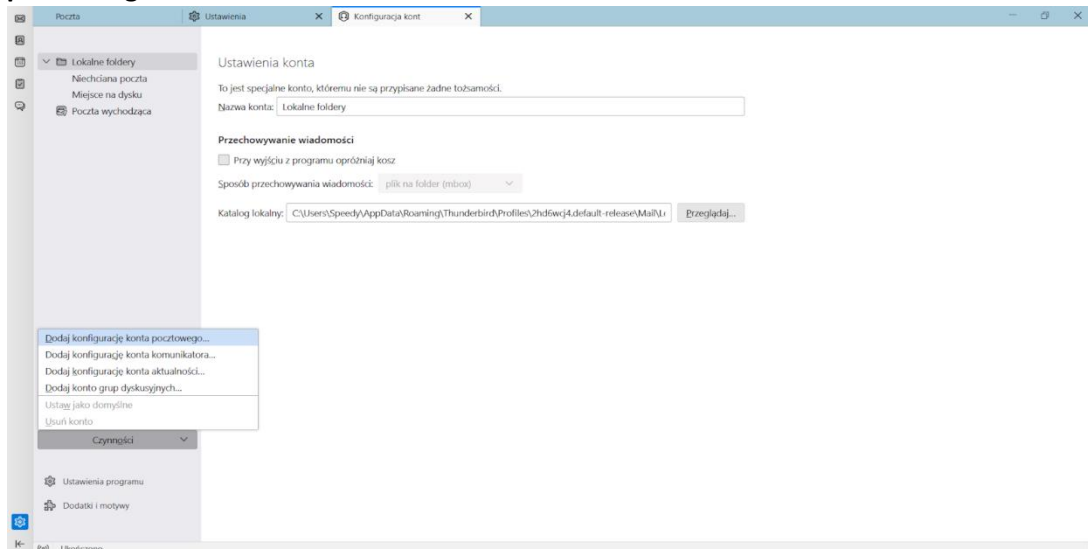 Poczta
Ustawienia
Konfiguracja kont
Lokalne foldery
Niechciana poczta
Miejsce na dysku
Poczta wychodząca
Ustawienia konta
To jest specjalne konto, któremu nie są przypisane żadne tożsamości.
Nazwa konta: Lokalne foldery
Przechowywanie wiadomości
Przy wyjściu z programu opróżniaj kosz
Sposób przechowywania wiadomości: plik na folder (mbox)
Katalog lokalny: C:\Users\Speedy\AppData\Roaming\Thunderbird\Profiles\2hd6wcj4.default-release\Mail\ Przeglądaj...
Dodaj konfigurację konta pocztowego...
Dodaj konfigurację konta komunikatora...
Dodaj konfigurację konta aktualności...
Dodaj konto grup dyskusyjnych...
Ustaw jako domyślne
Usuń konto
Czynności
Ustawienia programu
Dodatki i motywy